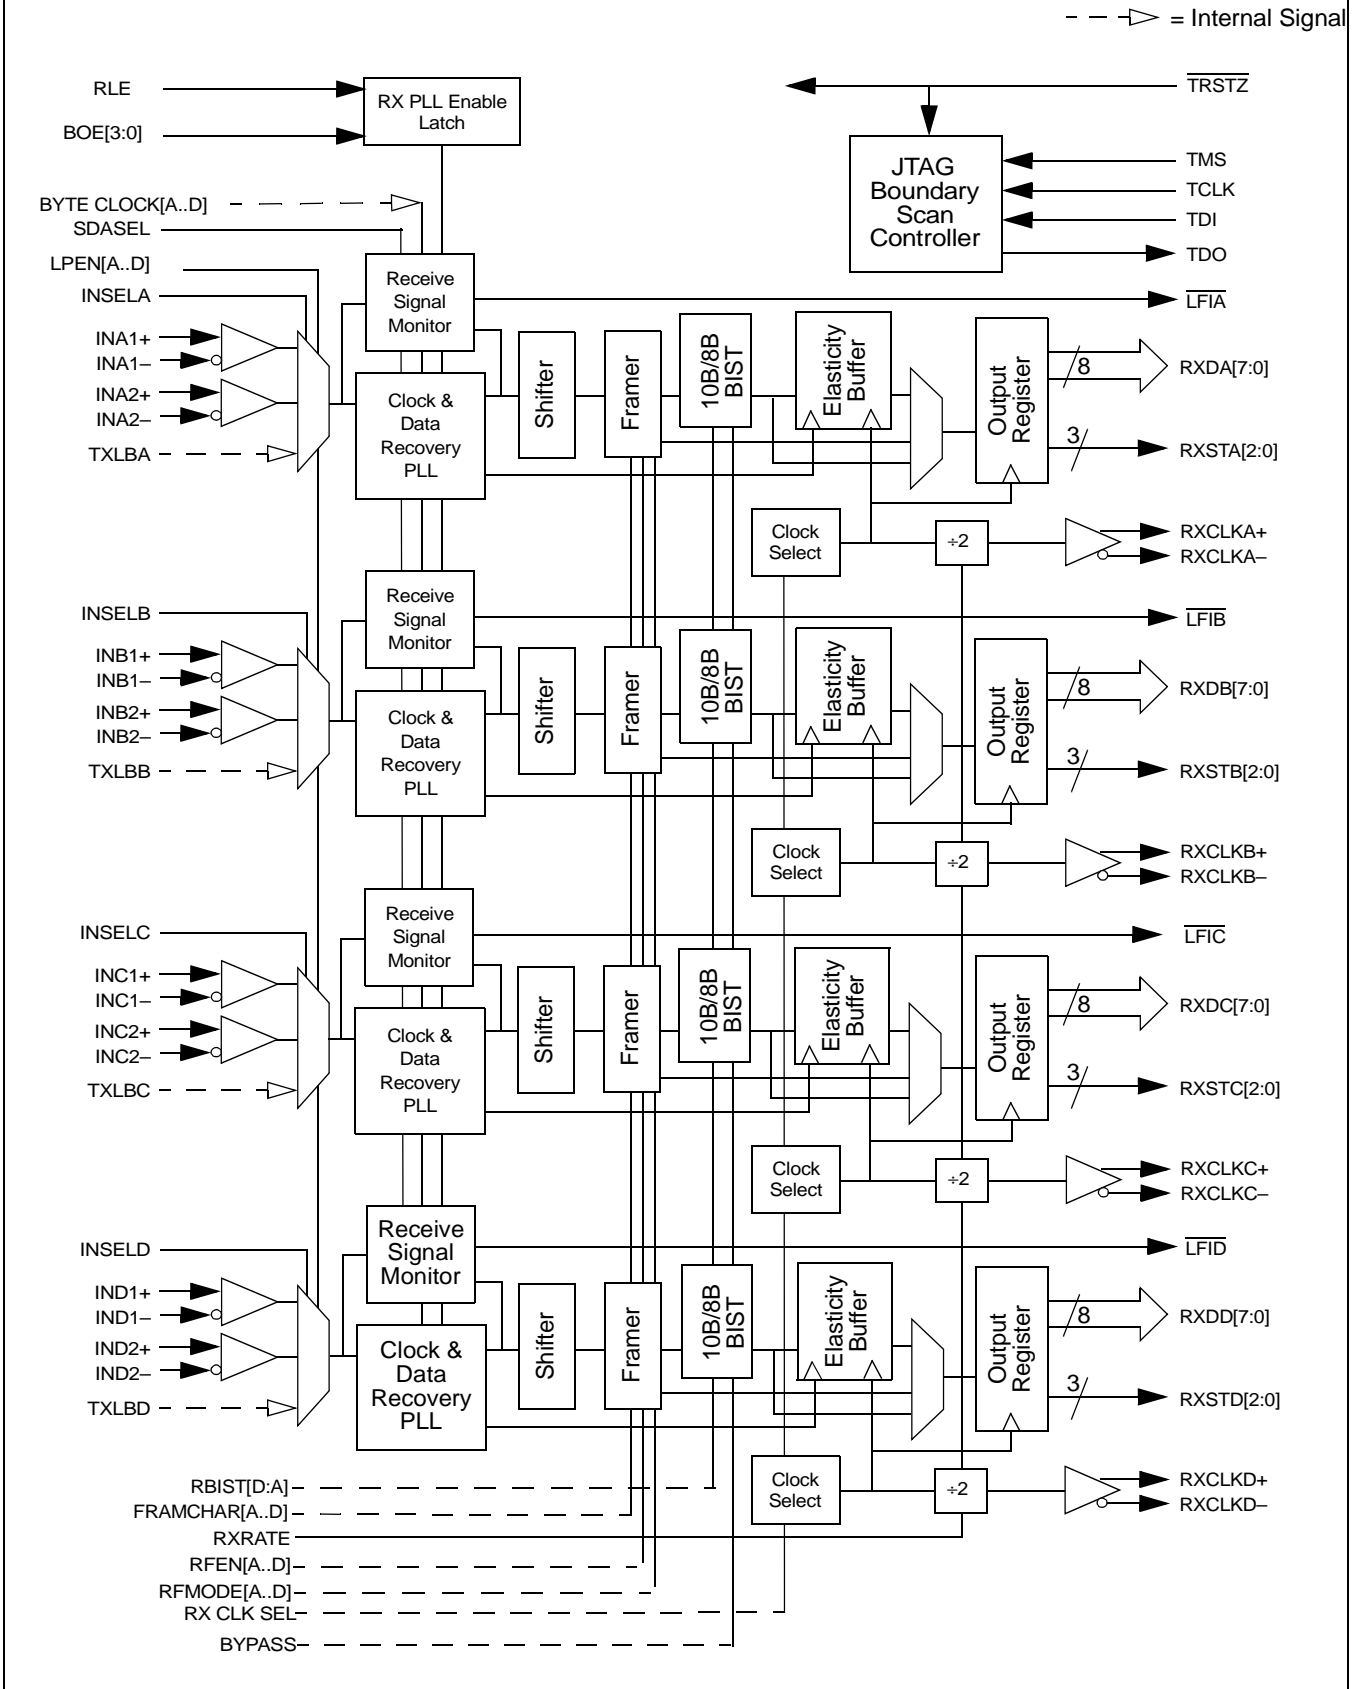 = Internal Signal
RLE
RX PLL Enable
Latch
BOE[3:0]
TRSTZ
JTAG
Boundary
Scan
Controller
TMS
TCLK
TDI
TDO
BYTE CLOCK[A..D]
SDASEL
LPEN[A..D]
INSELA
INA1+
INA1–
INA2+
INA2–
TXLBA
Receive
Signal
Monitor
Clock &
Data
Recovery
PLL
Shifter
Framer
10B/8B
BIST
Elasticity
Buffer
Output
Register
LFIA
8
RXDA[7:0]
3
RXSTA[2:0]
Clock
Select
÷2
RXCLKA+
RXCLKA–
INSELB
INB1+
INB1–
INB2+
INB2–
TXLBB
Receive
Signal
Monitor
Clock &
Data
Recovery
PLL
Shifter
Framer
10B/8B
BIST
Elasticity
Buffer
Output
Register
LFIB
8
RXDB[7:0]
3
RXSTB[2:0]
Clock
Select
÷2
RXCLKB+
RXCLKB–
INSELC
INC1+
INC1–
INC2+
INC2–
TXLBC
Receive
Signal
Monitor
Clock &
Data
Recovery
PLL
Shifter
Framer
10B/8B
BIST
Elasticity
Buffer
Output
Register
LFIC
8
RXDC[7:0]
3
RXSTC[2:0]
Clock
Select
÷2
RXCLKC+
RXCLKC–
INSELD
IND1+
IND1–
IND2+
IND2–
TXLBD
Receive
Signal
Monitor
Clock &
Data
Recovery
PLL
Shifter
Framer
10B/8B
BIST
Elasticity
Buffer
Output
Register
LFID
8
RXDD[7:0]
3
RXSTD[2:0]
Clock
Select
÷2
RXCLKD+
RXCLKD–
RBIST[D:A]
FRAMCHAR[A..D]
RXRATE
RFEN[A..D]
RFMODE[A..D]
RX CLK SEL
BYPASS